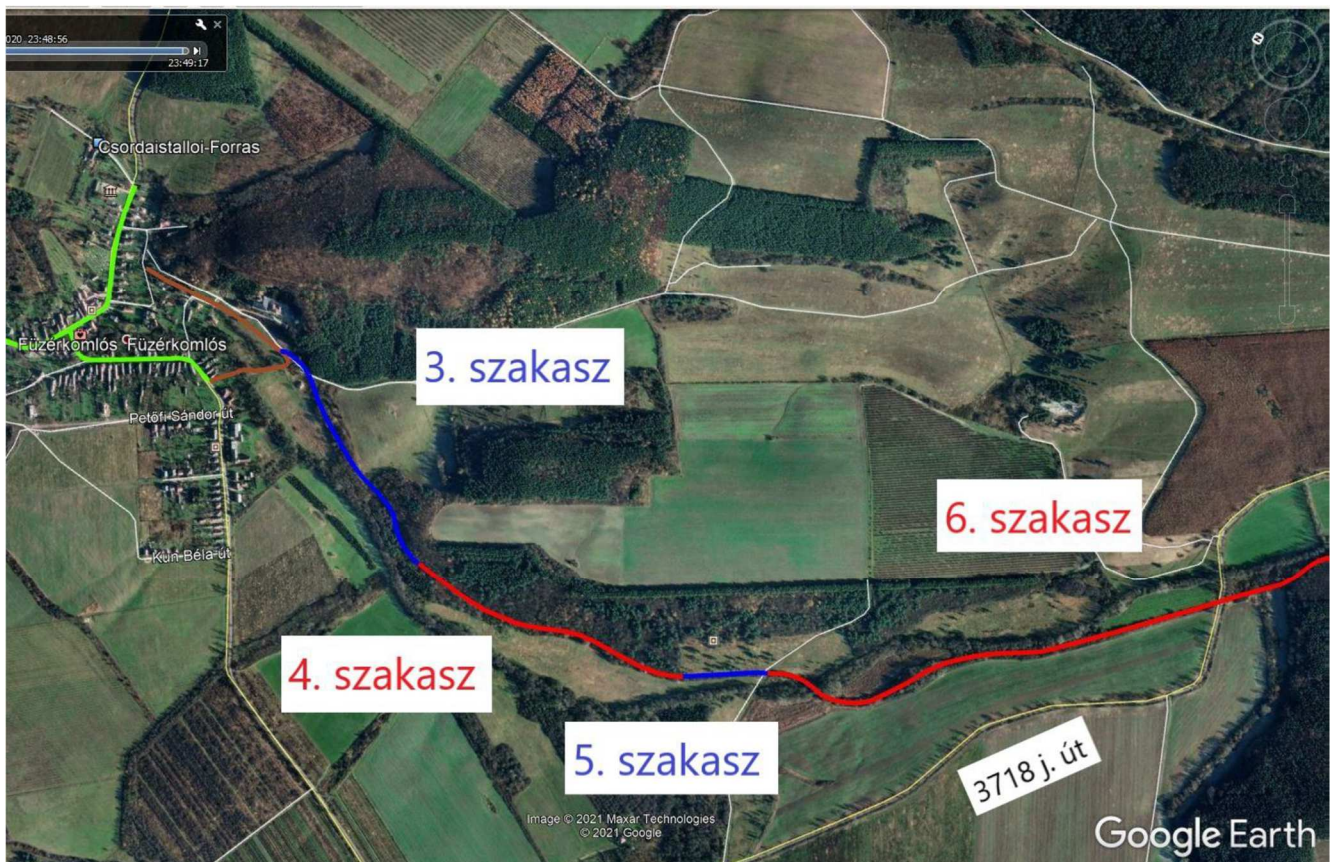 020 23:48:56
23:49:17
Csordaistalloi-Forras
Füzérkomlós Füzérkomlós
3. szakasz
Petőfi Sándor út
6. szakasz
Kun Béla út
4. szakasz
5. szakasz
3718 j. út
Image © 2021 Maxar Technologies
© 2021 Google
Google Earth